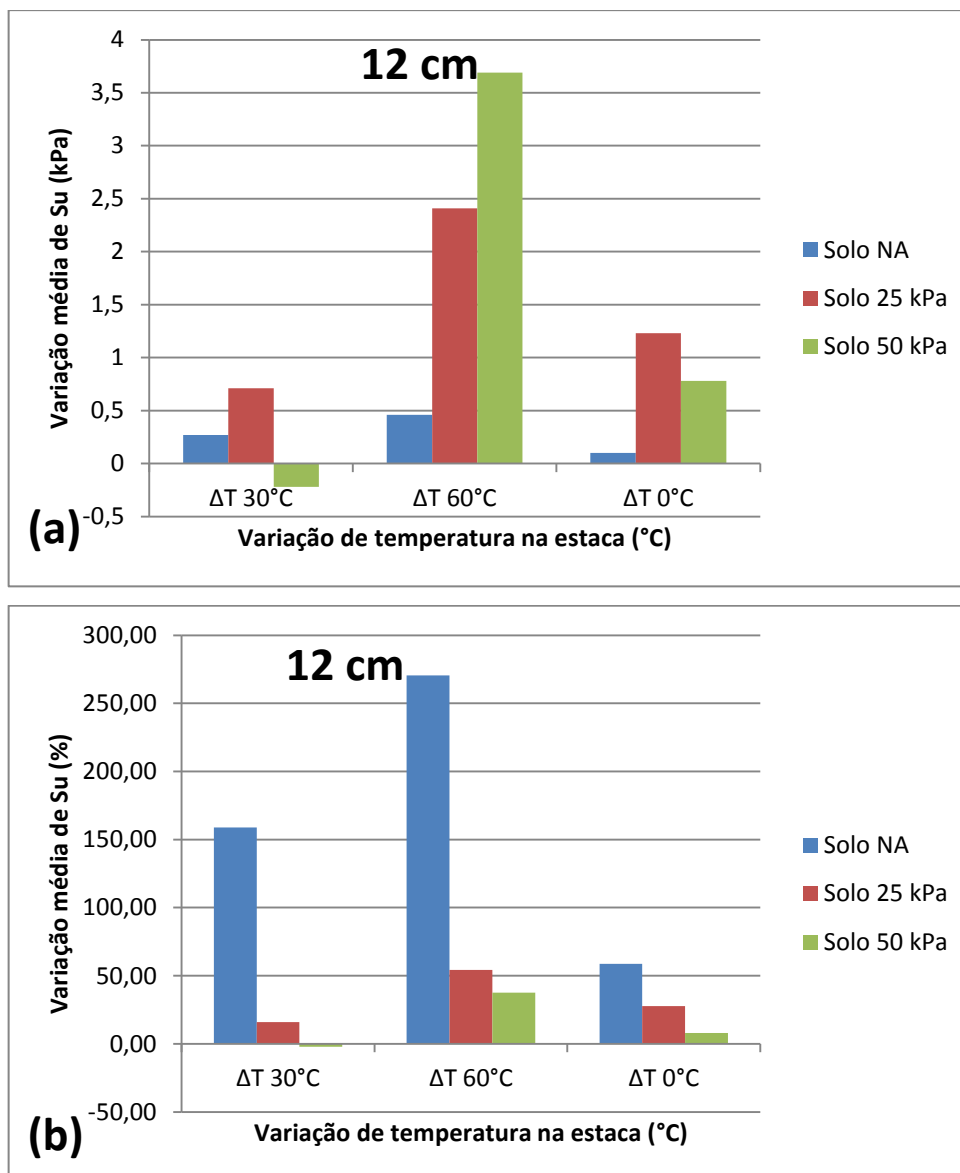 4
3,5
3
2,5
2
1,5
1
0,5
0
-0,5
Variação média de Su (kPa)
12 cm
Solo NA
Solo 25 kPa
Solo 50 kPa
ΔT 30°C ΔT 60°C ΔT 0°C
(a)
Variação de temperatura na estaca (°C)
300,00
250,00
200,00
150,00
100,00
50,00
0,00
-50,00
Variação média de Su (%)
12 cm
Solo NA
Solo 25 kPa
Solo 50 kPa
ΔT 30°C ΔT 60°C ΔT 0°C
(b)
Variação de temperatura na estaca (°C)